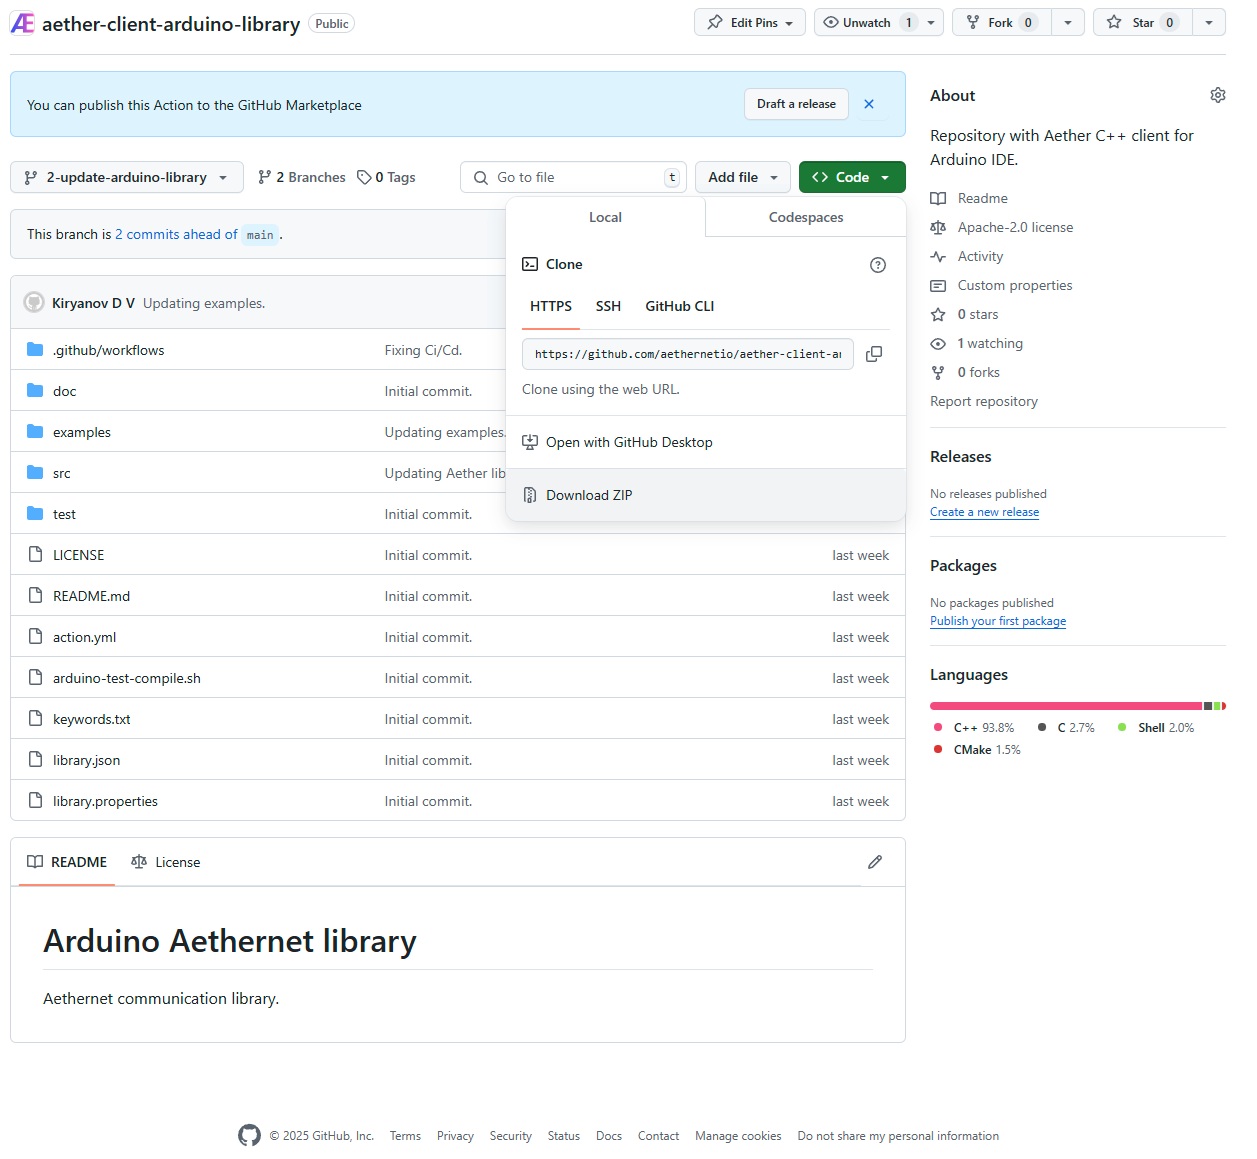 aether-client-arduino-library Public Edit Pins Unwatch 1 Fork 0 Star 0
You can publish this Action to the GitHub Marketplace Draft a release
2-update-arduino-library 2 Branches 0 Tags Go to file t Add file Code
Local Codespaces
This branch is 2 commits ahead of main .
Clone
HTTPS SSH GitHub CLI
https://github.com/aethernetio/aether-client-a
Clone using the web URL.
Open with GitHub Desktop
Download ZIP
Kiryanov D V Updating examples.
.github/workflows Fixing Ci/Cd.
doc Initial commit.
examples Updating examples.
src Updating Aether lib
test Initial commit.
LICENSE Initial commit. last week
README.md Initial commit. last week
action.yml Initial commit. last week
arduino-test-compile.sh Initial commit. last week
keywords.txt Initial commit. last week
library.json Initial commit. last week
library.properties Initial commit. last week
README License
Arduino Aethernet library
Aethernet communication library.
About
Repository with Aether C++ client for
Arduino IDE.
Readme
Apache-2.0 license
Activity
Custom properties
0 stars
1 watching
0 forks
Report repository
Releases
No releases published
Create a new release
Packages
No packages published
Publish your first package
Languages
C++ 93.8% C 2.7% Shell 2.0%
CMake 1.5%
© 2025 GitHub, Inc. Terms Privacy Security Status Docs Contact Manage cookies Do not share my personal information